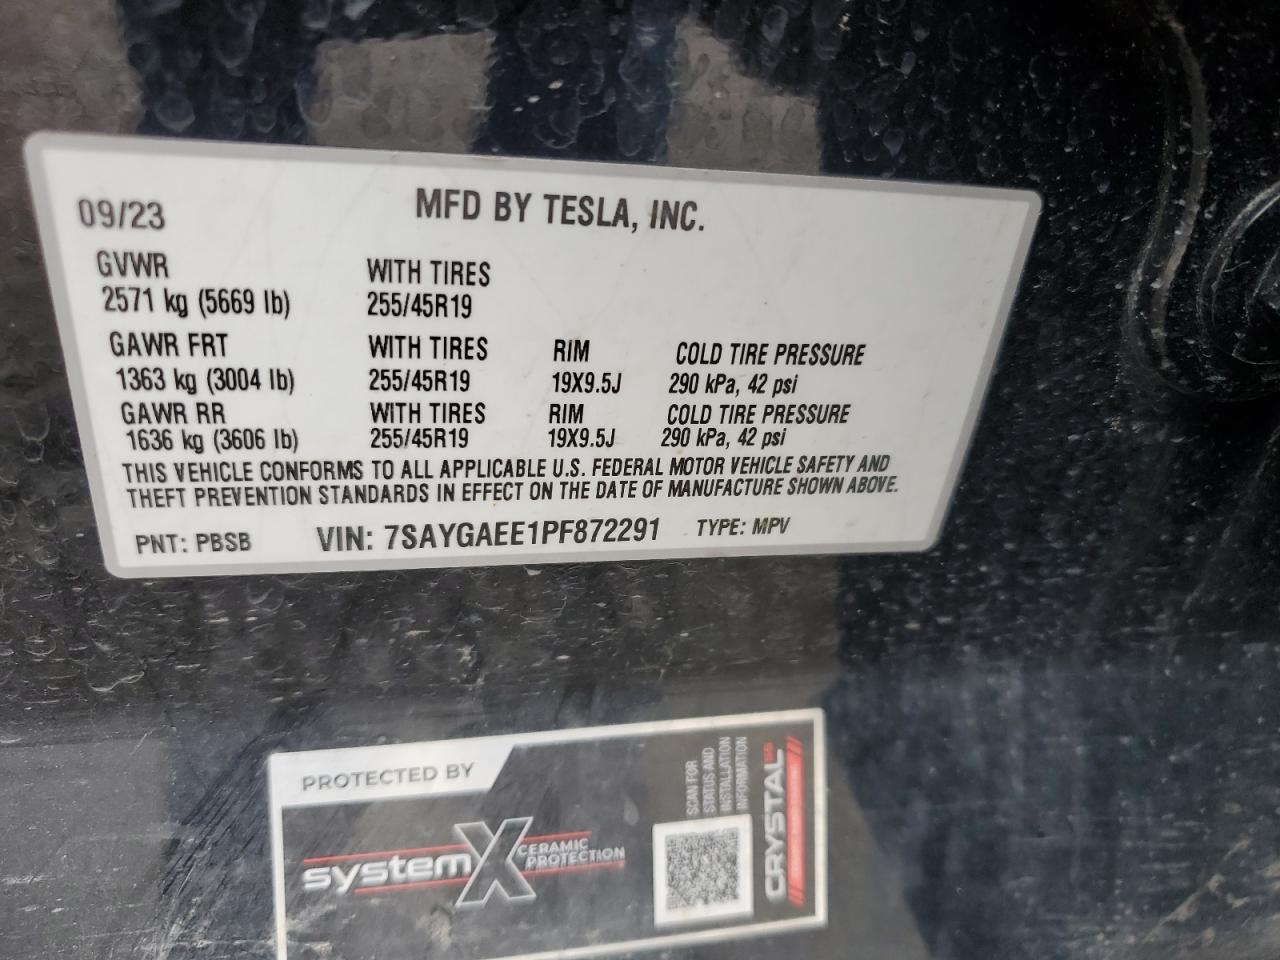 09/23 MFD BY TESLA, INC.
GVWR WITH TIRES
2571 kg (5669 lb) 255/45R19
GAWR FRT WITH TIRES RIM COLD TIRE PRESSURE
1363 kg (3004 lb) 255/45R19 19X9.5J 290 kPa, 42 psi
GAWR RR WITH TIRES RIM COLD TIRE PRESSURE
1636 kg (3606 lb) 255/45R19 19X9.5J 290 kPa, 42 psi
THIS VEHICLE CONFORMS TO ALL APPLICABLE U.S. FEDERAL MOTOR VEHICLE SAFETY AND
THEFT PREVENTION STANDARDS IN EFFECT ON THE DATE OF MANUFACTURE SHOWN ABOVE.
PNT: PBSB VIN: 7SAYGAEE1PF872291 TYPE: MPV
PROTECTED BY
system X CERAMIC
PROTECTION
SCAN FOR
STATUS AND
INSTALLATION
INFORMATION
CRYSTAL